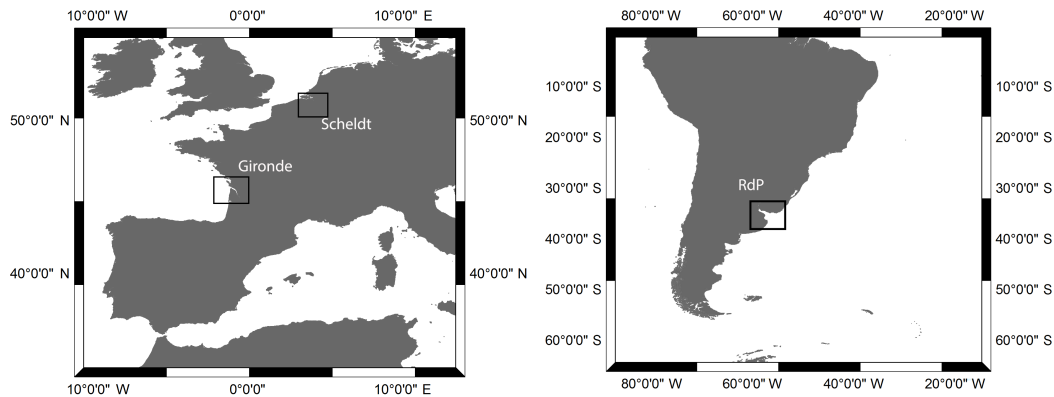 10°0'0" W 0°0'0" 10°0'0" E
80°0'0" W 60°0'0" W 40°0'0" W 20°0'0" W
50°0'0" N Scheldt 50°0'0" N
Gironde
40°0'0" N 40°0'0" N
10°0'0" W 0°0'0" 10°0'0" E
10°0'0" S 10°0'0" S
20°0'0" S 20°0'0" S
RdP
30°0'0" S 30°0'0" S
40°0'0" S 40°0'0" S
50°0'0" S 50°0'0" S
60°0'0" S 60°0'0" S
80°0'0" W 60°0'0" W 40°0'0" W 20°0'0" W